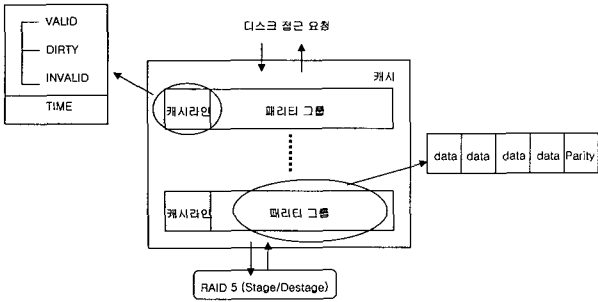 VALID
DIRTY
INVALID
TIME
디스크 접근 요청
캐시
캐시라인 패리티 그룹
data data data data Parity
캐시라인 패리티 그룹
RAID 5 (Stage/Destage)